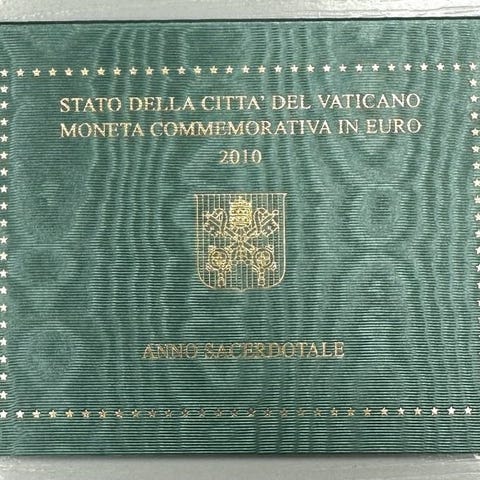 STATO DELLA CITTA' DEL VATICANO
MONETA COMMEMORATIVA IN EURO
2010
ANNO SACERDOTALE